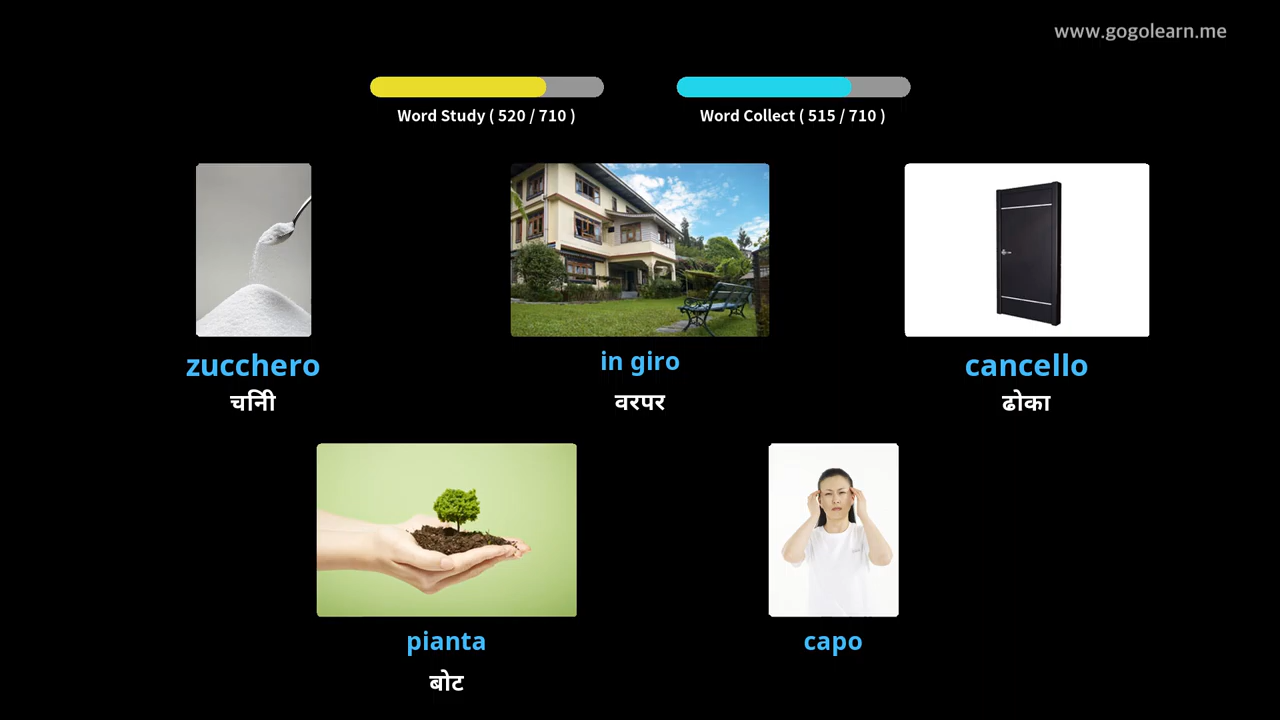 www.gogolearn.me
Word Study ( 520 / 710 )
Word Collect ( 515 / 710 )
zucchero
in giro
cancello
चिनी
वरपर
ढोका
pianta
capo
बोट